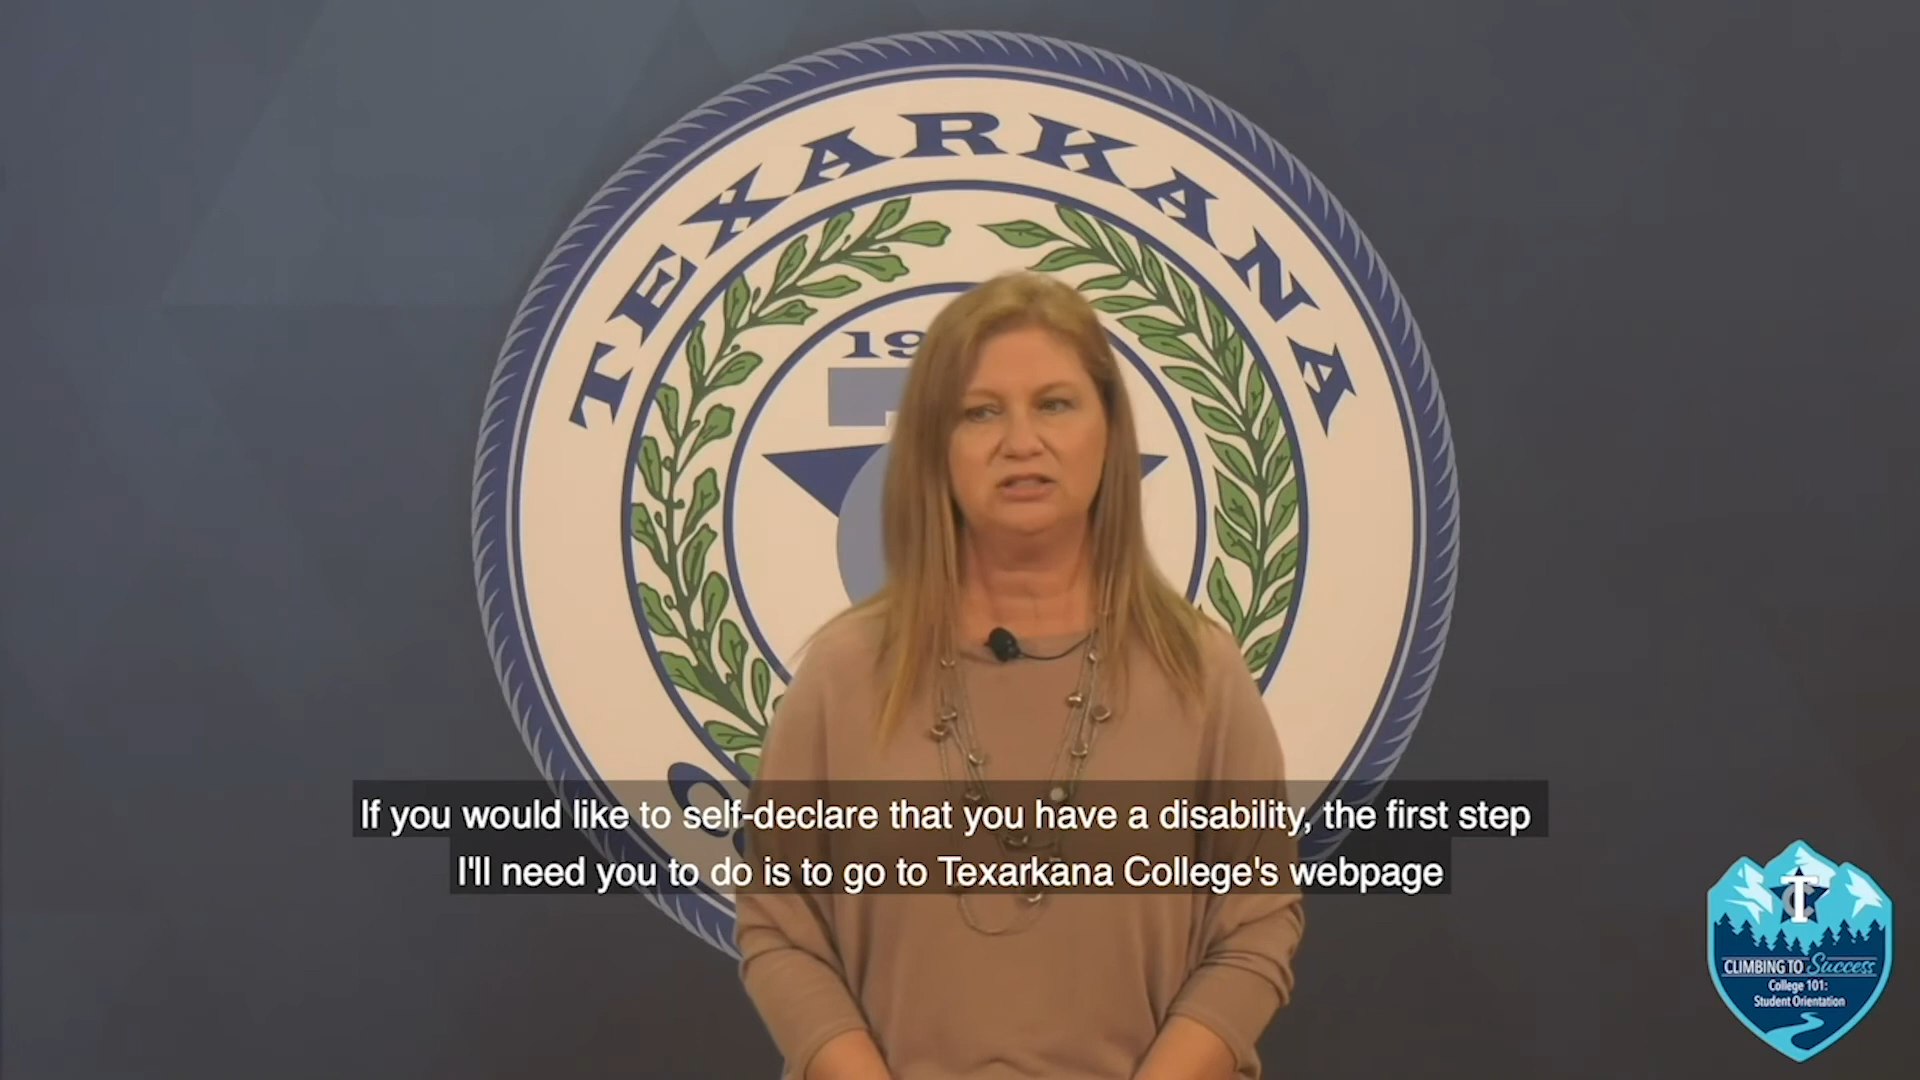 TEXARKANA
If you would like to self-declare that you have a disability, the first step
I'll need you to do is to go to Texarkana College's webpage
TC
CLIMBING TO Success
College 101:
Student Orientation